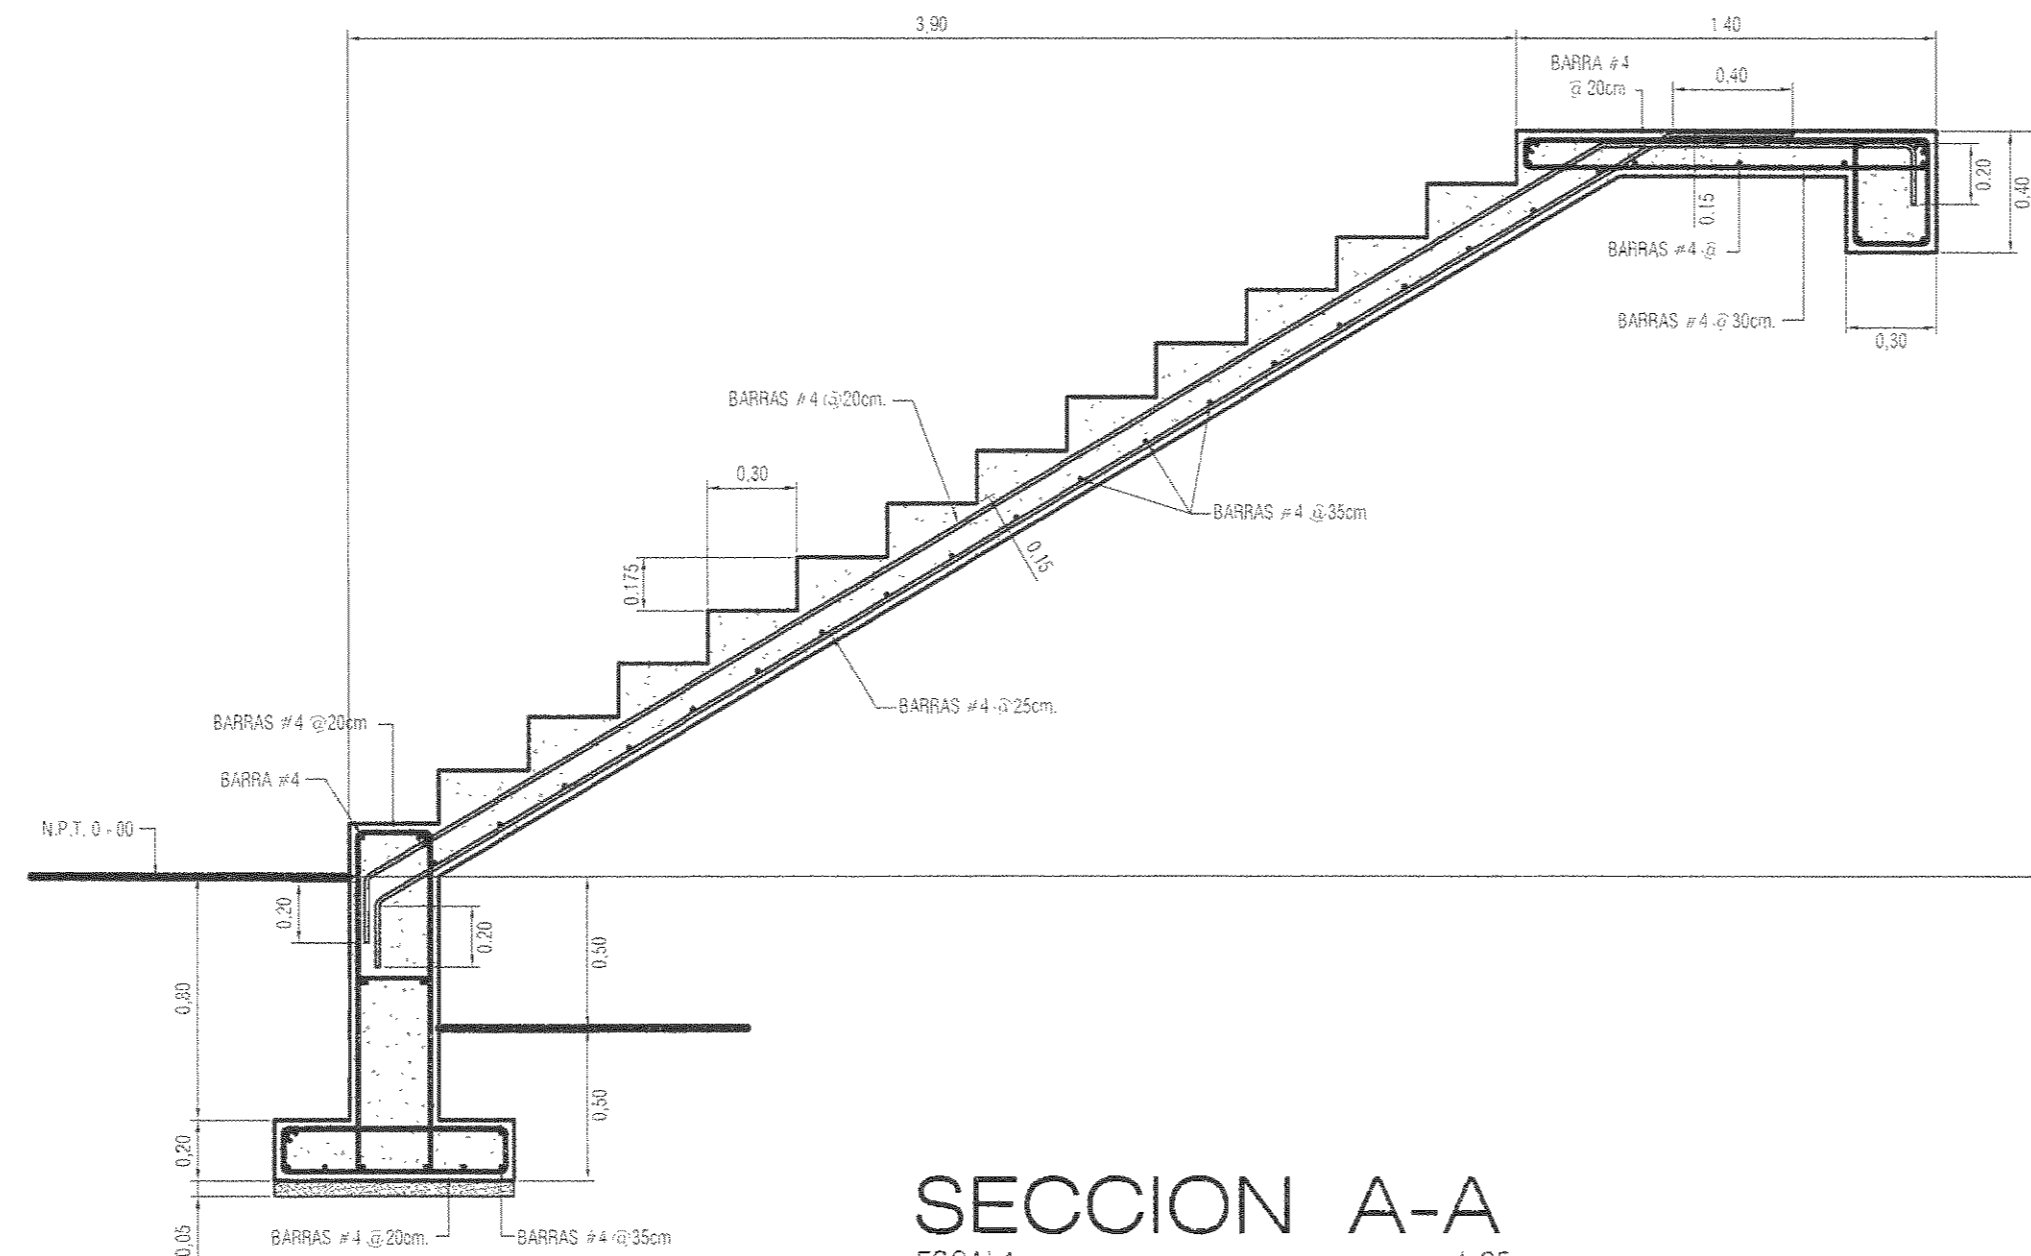 3,90
1.40
BARRA #4
@ 20cm
0,40
0.20
0.40
0.15
BARRAS #4 @
BARRAS #4 @ 30cm.
0,30
BARRAS #4 @20cm.
0,30
BARRAS #4 @35cm
0.15
0.175
BARRAS #4 @25cm.
BARRAS #4 @20cm
BARRA #4
N.P.T. 0+00
0.20
0.20
0,50
0,80
0,50
0,20
0,05
BARRAS #4 @20cm.
BARRAS #4 @35cm
SECCION A-A